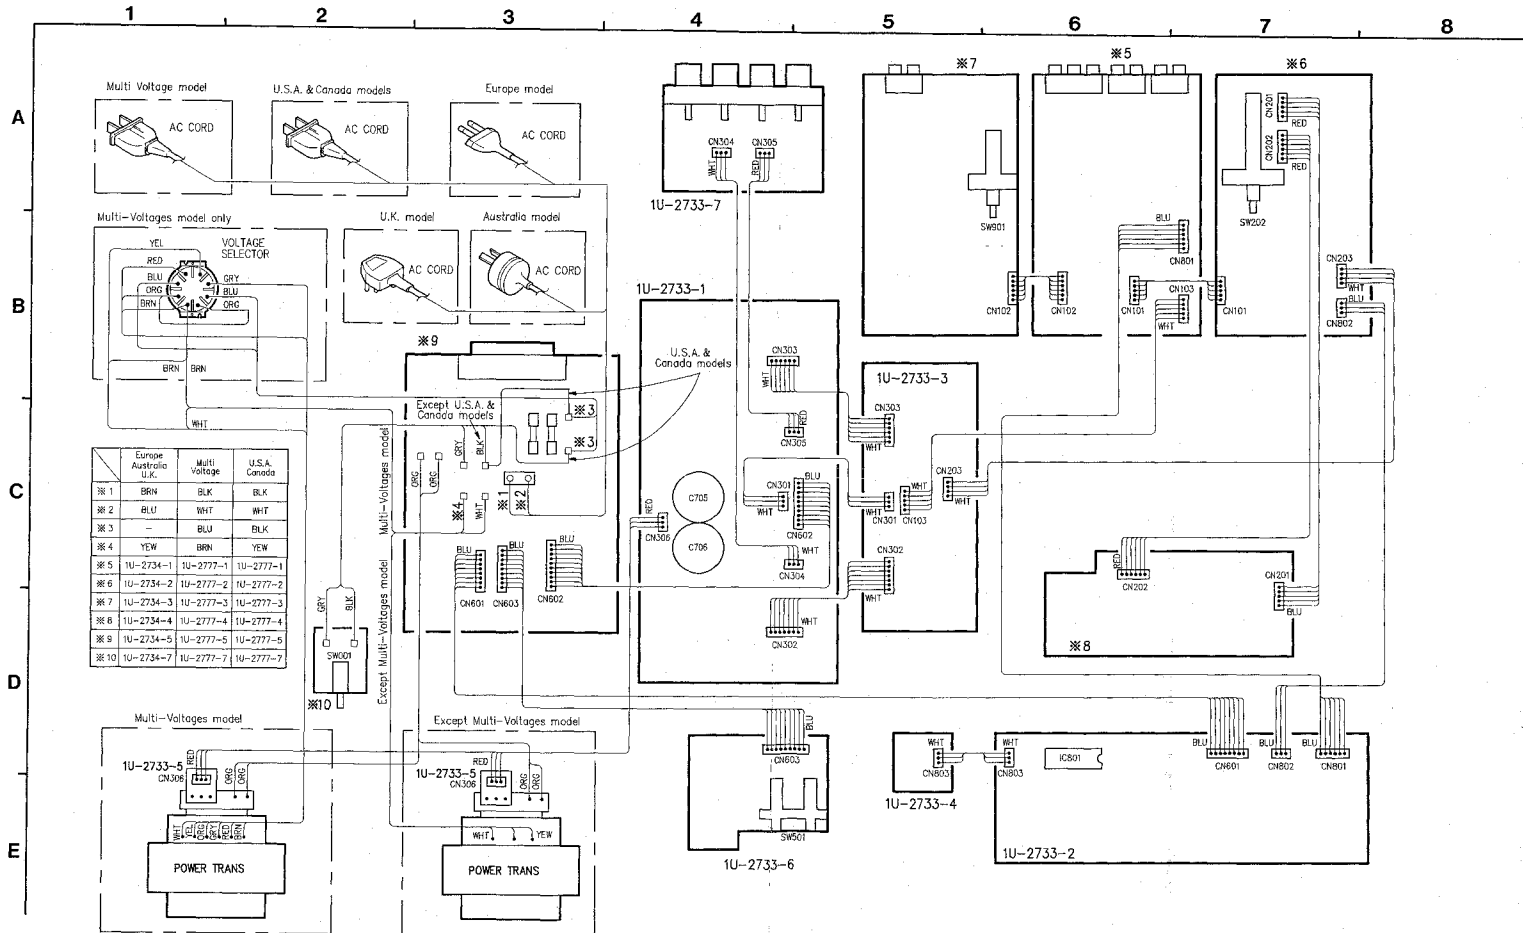 1 2 3 4 5 6 7 8
A
B
C
D
E
Multi Voltage model
AC CORD
U.S.A. & Canada models
AC CORD
Europe model
AC CORD
Multi-Voltages model only
VOLTAGE
SELECTOR
YEL
RED
BLU
ORG
BRN
GRY
BLU
ORG
BRN BRN
WHT
U.K. model
AC CORD
Australia model
AC CORD
Europe
Australia
U.K. Multi
Voltage U.S.A.
Canada
※1 BRN BLK BLK
※2 BLU WHT WHT
※3 – BLU BLK
※4 YEW BRN YEW
※5 1U-2734-1 1U-2777-1 1U-2777-1
※6 1U-2734-2 1U-2777-2 1U-2777-2
※7 1U-2734-3 1U-2777-3 1U-2777-3
※8 1U-2734-4 1U-2777-4 1U-2777-4
※9 1U-2734-5 1U-2777-5 1U-2777-5
※10 1U-2734-7 1U-2777-7 1U-2777-7
※9
U.S.A. &
Canada models
Except U.S.A. &
Canada models
※3
※3
GRY
BLK
ORG
ORG
※4
WHT
※1
※2
Multi-Voltages model
Except Multi-Voltages model
BLU
CN601
BLU
CN603
BLU
CN602
GRY
BLK
SW001
※10
Multi-Voltages model
1U-2733-5
CN306
RED
ORG
ORG
WHT
YEL
ORG
GRY
RED
BRN
POWER TRANS
Except Multi-Voltages model
1U-2733-5
CN306
RED
ORG
ORG
WHT
YEW
POWER TRANS
CN304
CN305
WHT
RED
1U-2733-7
1U-2733-1
CN303
WHT
RED
CN305
C705
C706
RED
CN306
CN301
WHT
BLU
CN602
WHT
CN304
WHT
CN302
1U-2733-3
CN303
WHT
CN301
WHT
CN103
WHT
CN203
WHT
CN302
WHT
※7
SW901
CN102
※5
CN102
BLU
CN801
CN101
CN103
WHT
※6
CN201
RED
CN202
RED
SW202
CN203
WHT
BLU
CN802
CN101
RED
CN202
CN201
BLU
※8
BLU
CN603
SW501
1U-2733-6
WHT
CN803
1U-2733-4
WHT
CN803
IC801
BLU
CN601
BLU
CN802
BLU
CN801
1U-2733-2